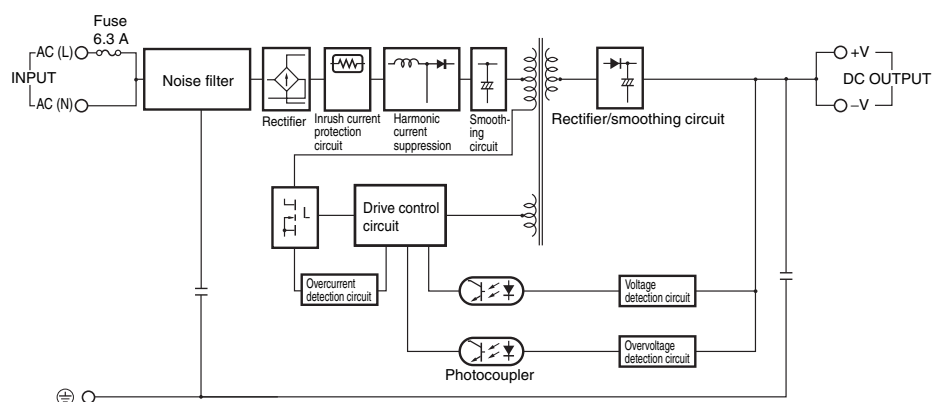 Fuse
6.3 A
AC (L)
INPUT
AC (N)
Noise filter
Rectifier
Inrush current
protection
circuit
Harmonic
current
suppression
Smooth-
ing
circuit
Rectifier/smoothing circuit
+V
DC OUTPUT
−V
Drive control
circuit
L
Overcurrent
detection circuit
Voltage
detection circuit
Overvoltage
detection circuit
Photocoupler